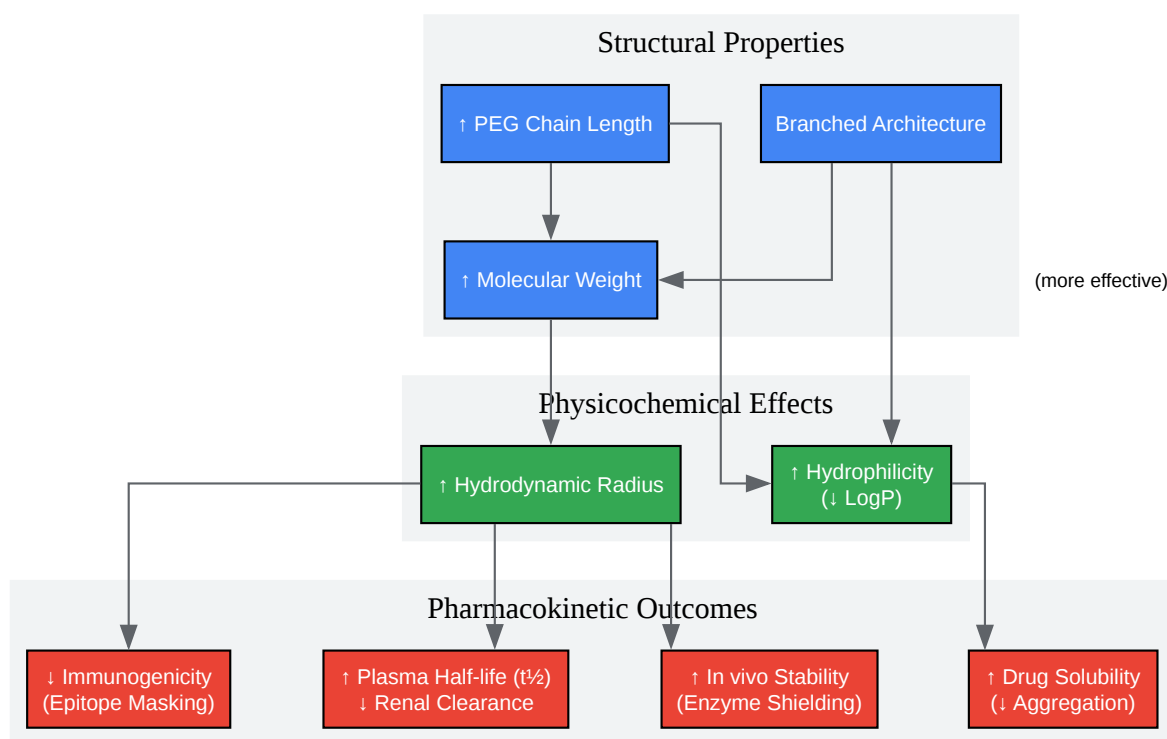 Structural Properties
↑ PEG Chain Length
Branched Architecture
↑ Molecular Weight
(more effective)
Physicochemical Effects
↑ Hydrodynamic Radius
↑ Hydrophilicity
(↓ LogP)
Pharmacokinetic Outcomes
↓ Immunogenicity
(Epitope Masking)
↑ Plasma Half-life (t½)
↓ Renal Clearance
↑ In vivo Stability
(Enzyme Shielding)
↑ Drug Solubility
(↓ Aggregation)